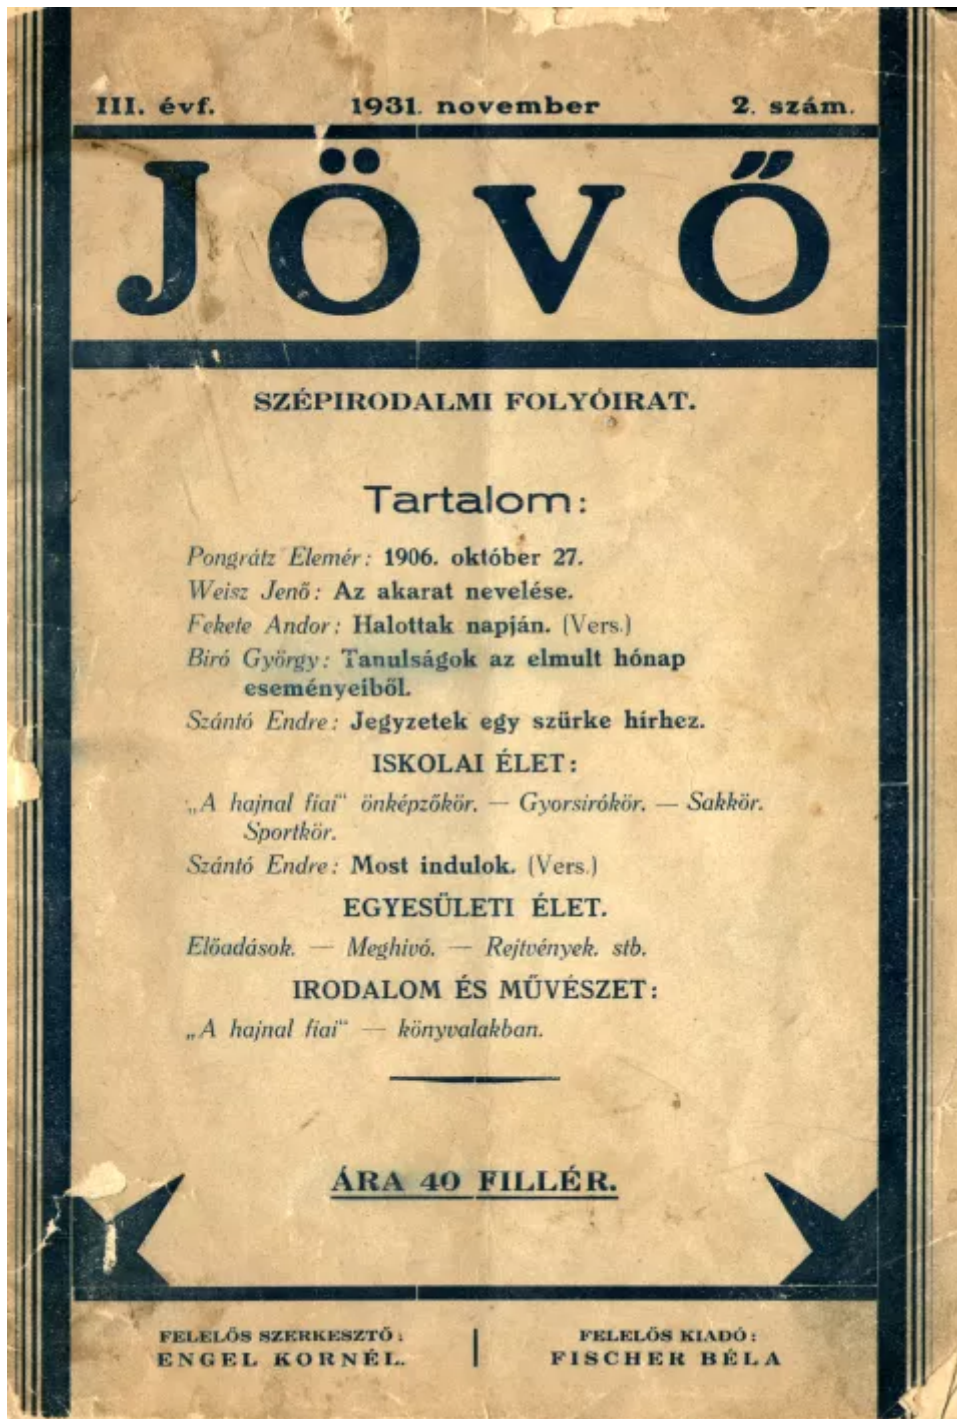 III. évf. 1931. november 2. szám.
JÖVŐ
SZÉPIRODALMI FOLYÓIRAT.
Tartalom:
Pongrátz Elemér: 1906. október 27.
Weisz Jenő: Az akarat nevelése.
Fekete Andor: Halottak napján. (Vers.)
Biró György: Tanulságok az elmult hónap
eseményeiből.
Szántó Endre: Jegyzetek egy szürke hírhez.
ISKOLAI ÉLET:
„A hajnal fiai“ önképzőkör. — Gyorsirókör. — Sakkör.
Sportkör.
Szántó Endre: Most indulok. (Vers.)
EGYESÜLETI ÉLET.
Előadások. — Meghivó. — Rejtvények. stb.
IRODALOM ÉS MŰVÉSZET:
„A hajnal fiai“ — könyvalakban.
ÁRA 40 FILLÉR.
FELELŐS SZERKESZTŐ:
ENGEL KORNÉL.
FELELŐS KIADÓ:
FISCHER BÉLA